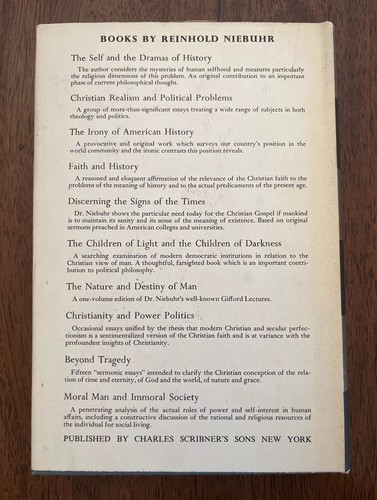 BOOKS BY REINHOLD NIEBUHR
The Self and the Dramas of History
The author considers the mysteries of human selfhood and measures particularly
the religious dimensions of this problem. An original contribution to an important
phase of current philosophical thought.
Christian Realism and Political Problems
A group of more-than-significant essays treating a wide range of subjects in both
theology and politics.
The Irony of American History
A provocative and original work which surveys our country's position in the
world community and the ironic contrasts this position reveals.
Faith and History
A reasoned and eloquent affirmation of the relevance of the Christian faith to the
problems of the meaning of history and to the actual predicaments of the present age.
Discerning the Signs of the Times
Dr. Niebuhr shows the particular need today for the Christian Gospel if mankind
is to maintain its sanity and its sense of the meaning of existence. Based on original
sermons preached in American colleges and universities.
The Children of Light and the Children of Darkness
A searching examination of modern democratic institutions in relation to the
Christian view of man. A thoughtful, farsighted book which is an important contri-
bution to political philosophy.
The Nature and Destiny of Man
A one-volume edition of Dr. Niebuhr's well-known Gifford Lectures.
Christianity and Power Politics
Occasional essays unified by the thesis that modern Christian and secular perfec-
tionism is a sentimentalized version of the Christian faith and is at variance with the
profoundest insights of Christianity.
Beyond Tragedy
Fifteen "sermonic essays" intended to clarify the Christian conception of the rela-
tion of time and eternity, of God and the world, of nature and grace.
Moral Man and Immoral Society
A penetrating analysis of the actual roles of power and self-interest in human
affairs, including a constructive discussion of the rational and religious resources of
the individual for social living.
PUBLISHED BY CHARLES SCRIBNER'S SONS NEW YORK